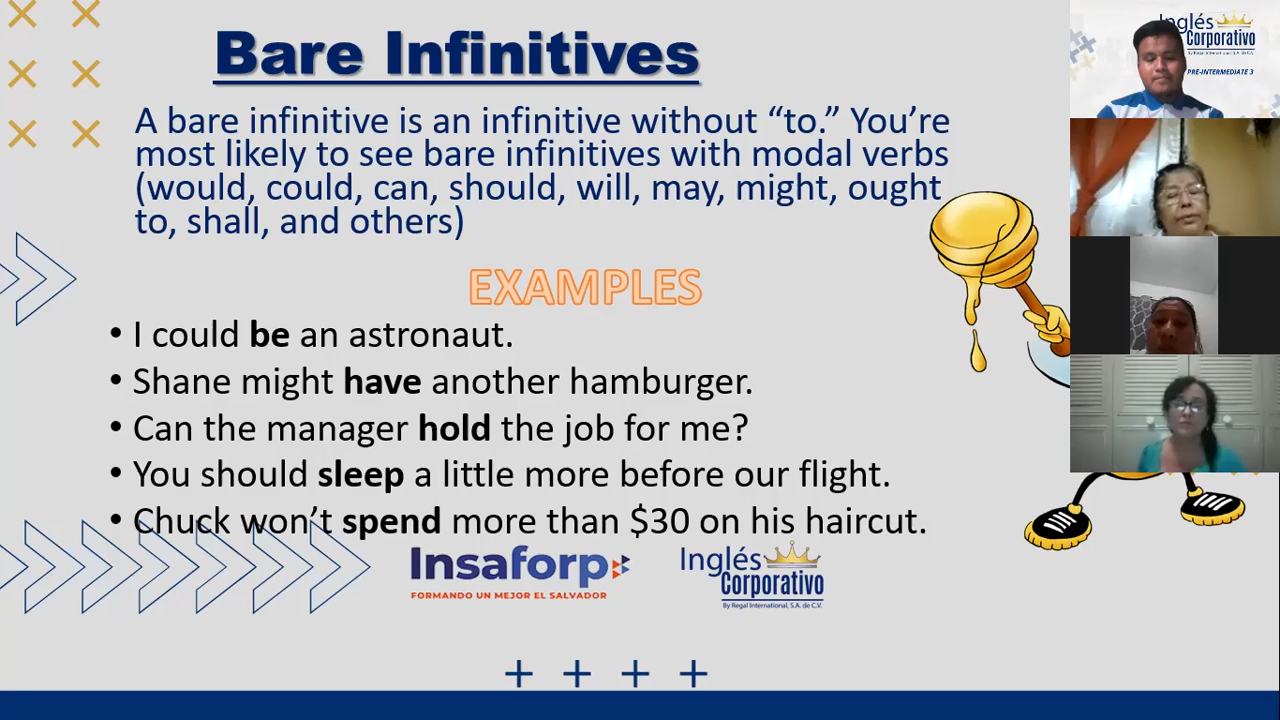 Bare Infinitives
A bare infinitive is an infinitive without “to.” You’re
most likely to see bare infinitives with modal verbs
(would, could, can, should, will, may, might, ought
to, shall, and others)
EXAMPLES
• I could be an astronaut.
• Shane might have another hamburger.
• Can the manager hold the job for me?
• You should sleep a little more before our flight.
• Chuck won’t spend more than $30 on his haircut.
Insaforp
FORMANDO UN MEJOR EL SALVADOR
Inglés
Corporativo
By Regal International, S.A. de C.V.
Inglés
Corporativo
By Regal International, S.A. de C.V.
PRE-INTERMEDIATE 3